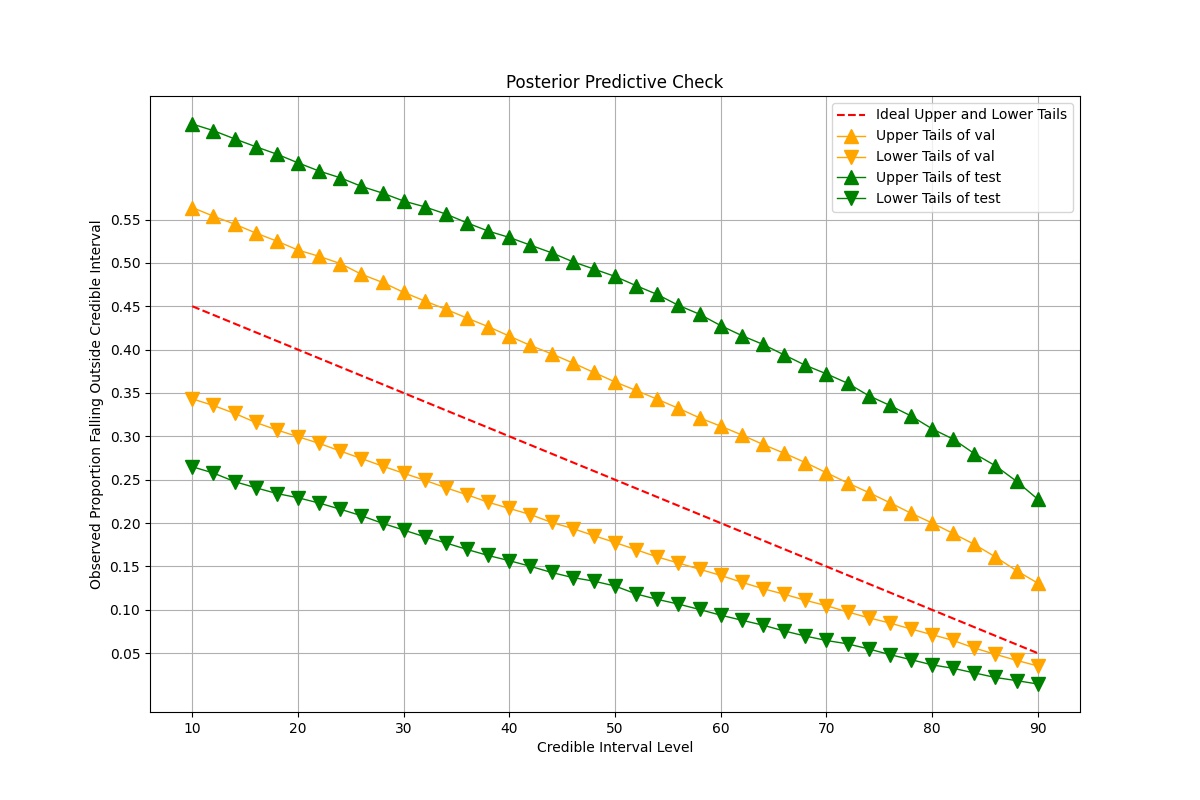 Posterior Predictive Check
Ideal Upper and Lower Tails
Upper Tails of val
Lower Tails of val
Upper Tails of test
Lower Tails of test
Observed Proportion Falling Outside Credible Interval
0.55
0.50
0.45
0.40
0.35
0.30
0.25
0.20
0.15
0.10
0.05
10 20 30 40 50 60 70 80 90
Credible Interval Level